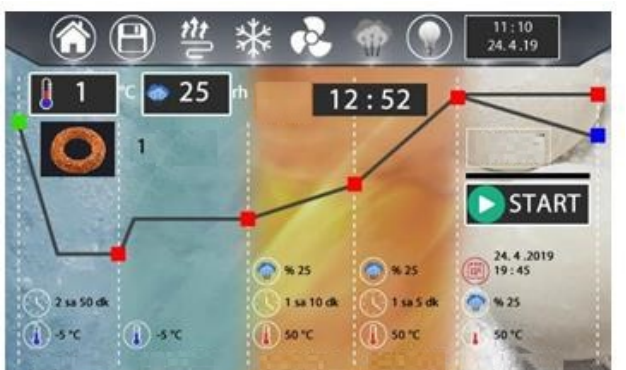 11 : 10
24. 4 .19
1 °C 25 rh
12 : 52
1
START
24. 4 .2019
19 : 45
% 25
% 25
% 25
2 sa 50 dk
1 sa 10 dk
1 sa 5 dk
-5 °C
-5 °C
50 °C
50 °C
50 °C